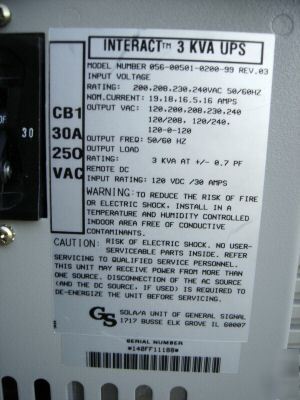 INTERACT™ 3 KVA UPS
MODEL NUMBER 056-00501-0200-99 REV.03
INPUT VOLTAGE
RATING: 200,208,230,240VAC 50/60HZ
NOM.CURRENT: 19,18,16.5,16 AMPS
OUTPUT VAC: 120,200,208,230,240
120/208, 120/240,
120-0-120
OUTPUT FREQ: 50/60 HZ
OUTPUT LOAD
RATING: 3 KVA AT +/- 0.7 PF
REMOTE DC
INPUT RATING: 120 VDC /30 AMPS
WARNING: TO REDUCE THE RISK OF FIRE
OR ELECTRIC SHOCK, INSTALL IN A
TEMPERATURE AND HUMIDITY CONTROLLED
INDOOR AREA FREE OF CONDUCTIVE
CONTAMINANTS.
CAUTION: RISK OF ELECTRIC SHOCK. NO USER-
SERVICEABLE PARTS INSIDE. REFER
SERVICING TO QUALIFIED SERVICE PERSONNEL.
THIS UNIT MAY RECEIVE POWER FROM MORE THAN
ONE SOURCE. DISCONNECTION OF THE AC SOURCE
(AND THE DC SOURCE, IF USED) IS REQUIRED TO
DE-ENERGIZE THE UNIT BEFORE SERVICING.
GS SOLA/A UNIT OF GENERAL SIGNAL
1717 BUSSE ELK GROVE IL 60007
SERIAL NUMBER
*140FF11188*
CB1
30A
250
VAC
OF
30